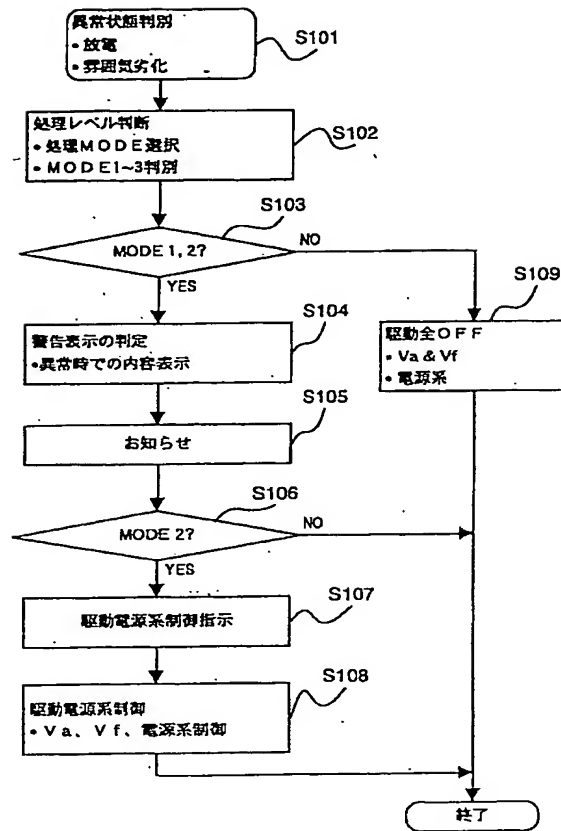 異常状態判別
• 放電
• 雰囲気劣化
S101
処理レベル判断
• 処理MODE選択
• MODE1~3判別
S102
S103
MODE 1, 2?
NO
YES
S104
警告表示の判定
•異常時での内容表示
S109
駆動全OFF
• Va & Vf
• 電源系
S105
お知らせ
S106
MODE 2?
NO
YES
S107
駆動電源系制御指示
S108
駆動電源系制御
• Va、Vf、電源系制御
終了